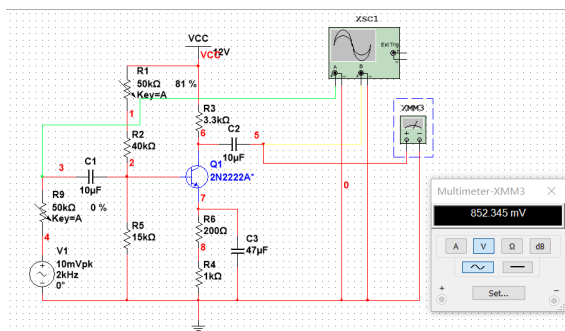 XSC1
VCC
12V
VCC
Ext Trig
A
B
R1
50kΩ
81 %
Key=A
1
R3
3.3kΩ
6
C2
5
10µF
XMM3
R2
40kΩ
2
3
C1
10µF
Q1
2N2222A*
0
R9
50kΩ
0 %
Key=A
4
7
R5
15kΩ
R6
200Ω
8
C3
47µF
V1
10mVpk
2kHz
0°
R4
1kΩ
Multimeter-XMM3
852.345 mV
A
V
Ω
dB
Set...
+
−